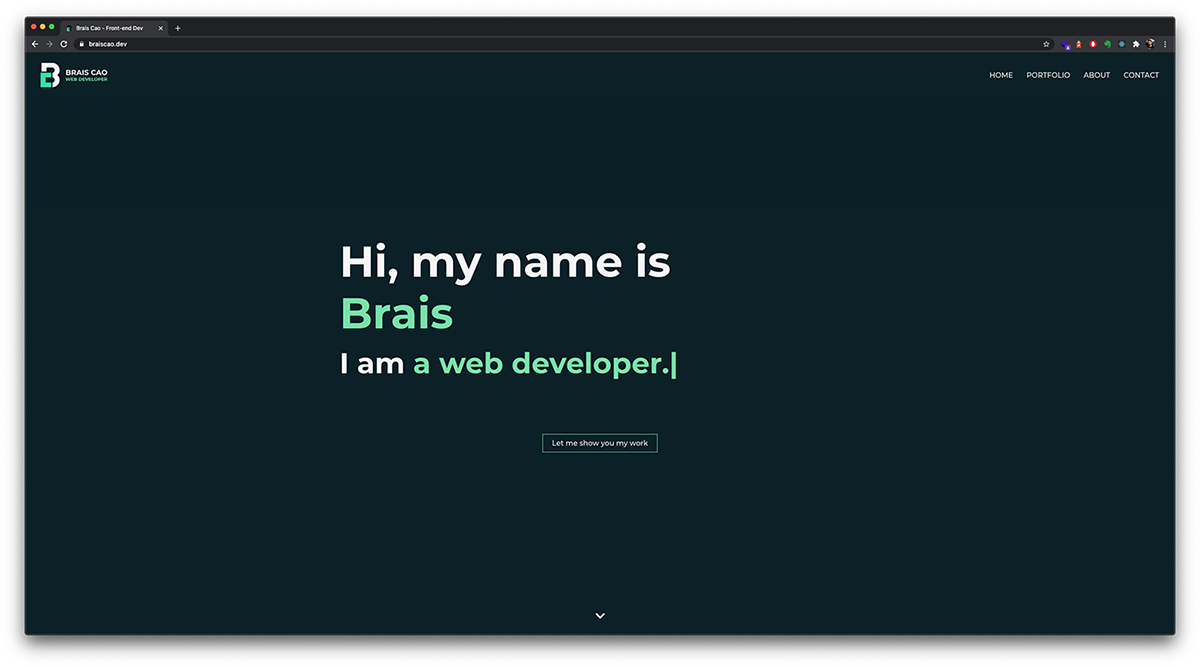 Brais Cao - Front-end Dev
braiscao.dev
BRAIS CAO
WEB DEVELOPER
HOME PORTFOLIO ABOUT CONTACT
Hi, my name is
Brais
I am a web developer.|
Let me show you my work